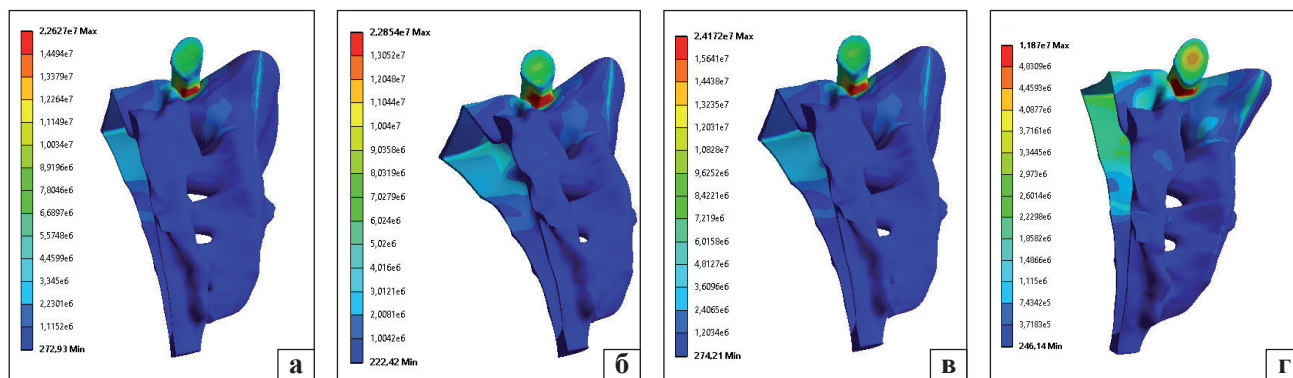 2,2627e7 Max
1,4494e7
1,3379e7
1,2264e7
1,1149e7
1,0034e7
8,9196e6
7,8046e6
6,6897e6
5,5748e6
4,4599e6
3,345e6
2,2301e6
1,1152e6
272,93 Min
а
2,2854e7 Max
1,3052e7
1,2048e7
1,1044e7
1,004e7
9,0358e6
8,0319e6
7,0279e6
6,024e6
5,02e6
4,016e6
3,0121e6
2,0081e6
1,0042e6
222,42 Min
б
2,4172e7 Max
1,5641e7
1,4438e7
1,3235e7
1,2031e7
1,0828e7
9,6252e6
8,4221e6
7,219e6
6,0158e6
4,8127e6
3,6096e6
2,4065e6
1,2034e6
274,21 Min
в
1,187e7 Max
4,8309e6
4,4593e6
4,0877e6
3,7161e6
3,3445e6
2,973e6
2,6014e6
2,2298e6
1,8582e6
1,4866e6
1,115e6
7,4342e5
3,7183e5
246,14 Min
г